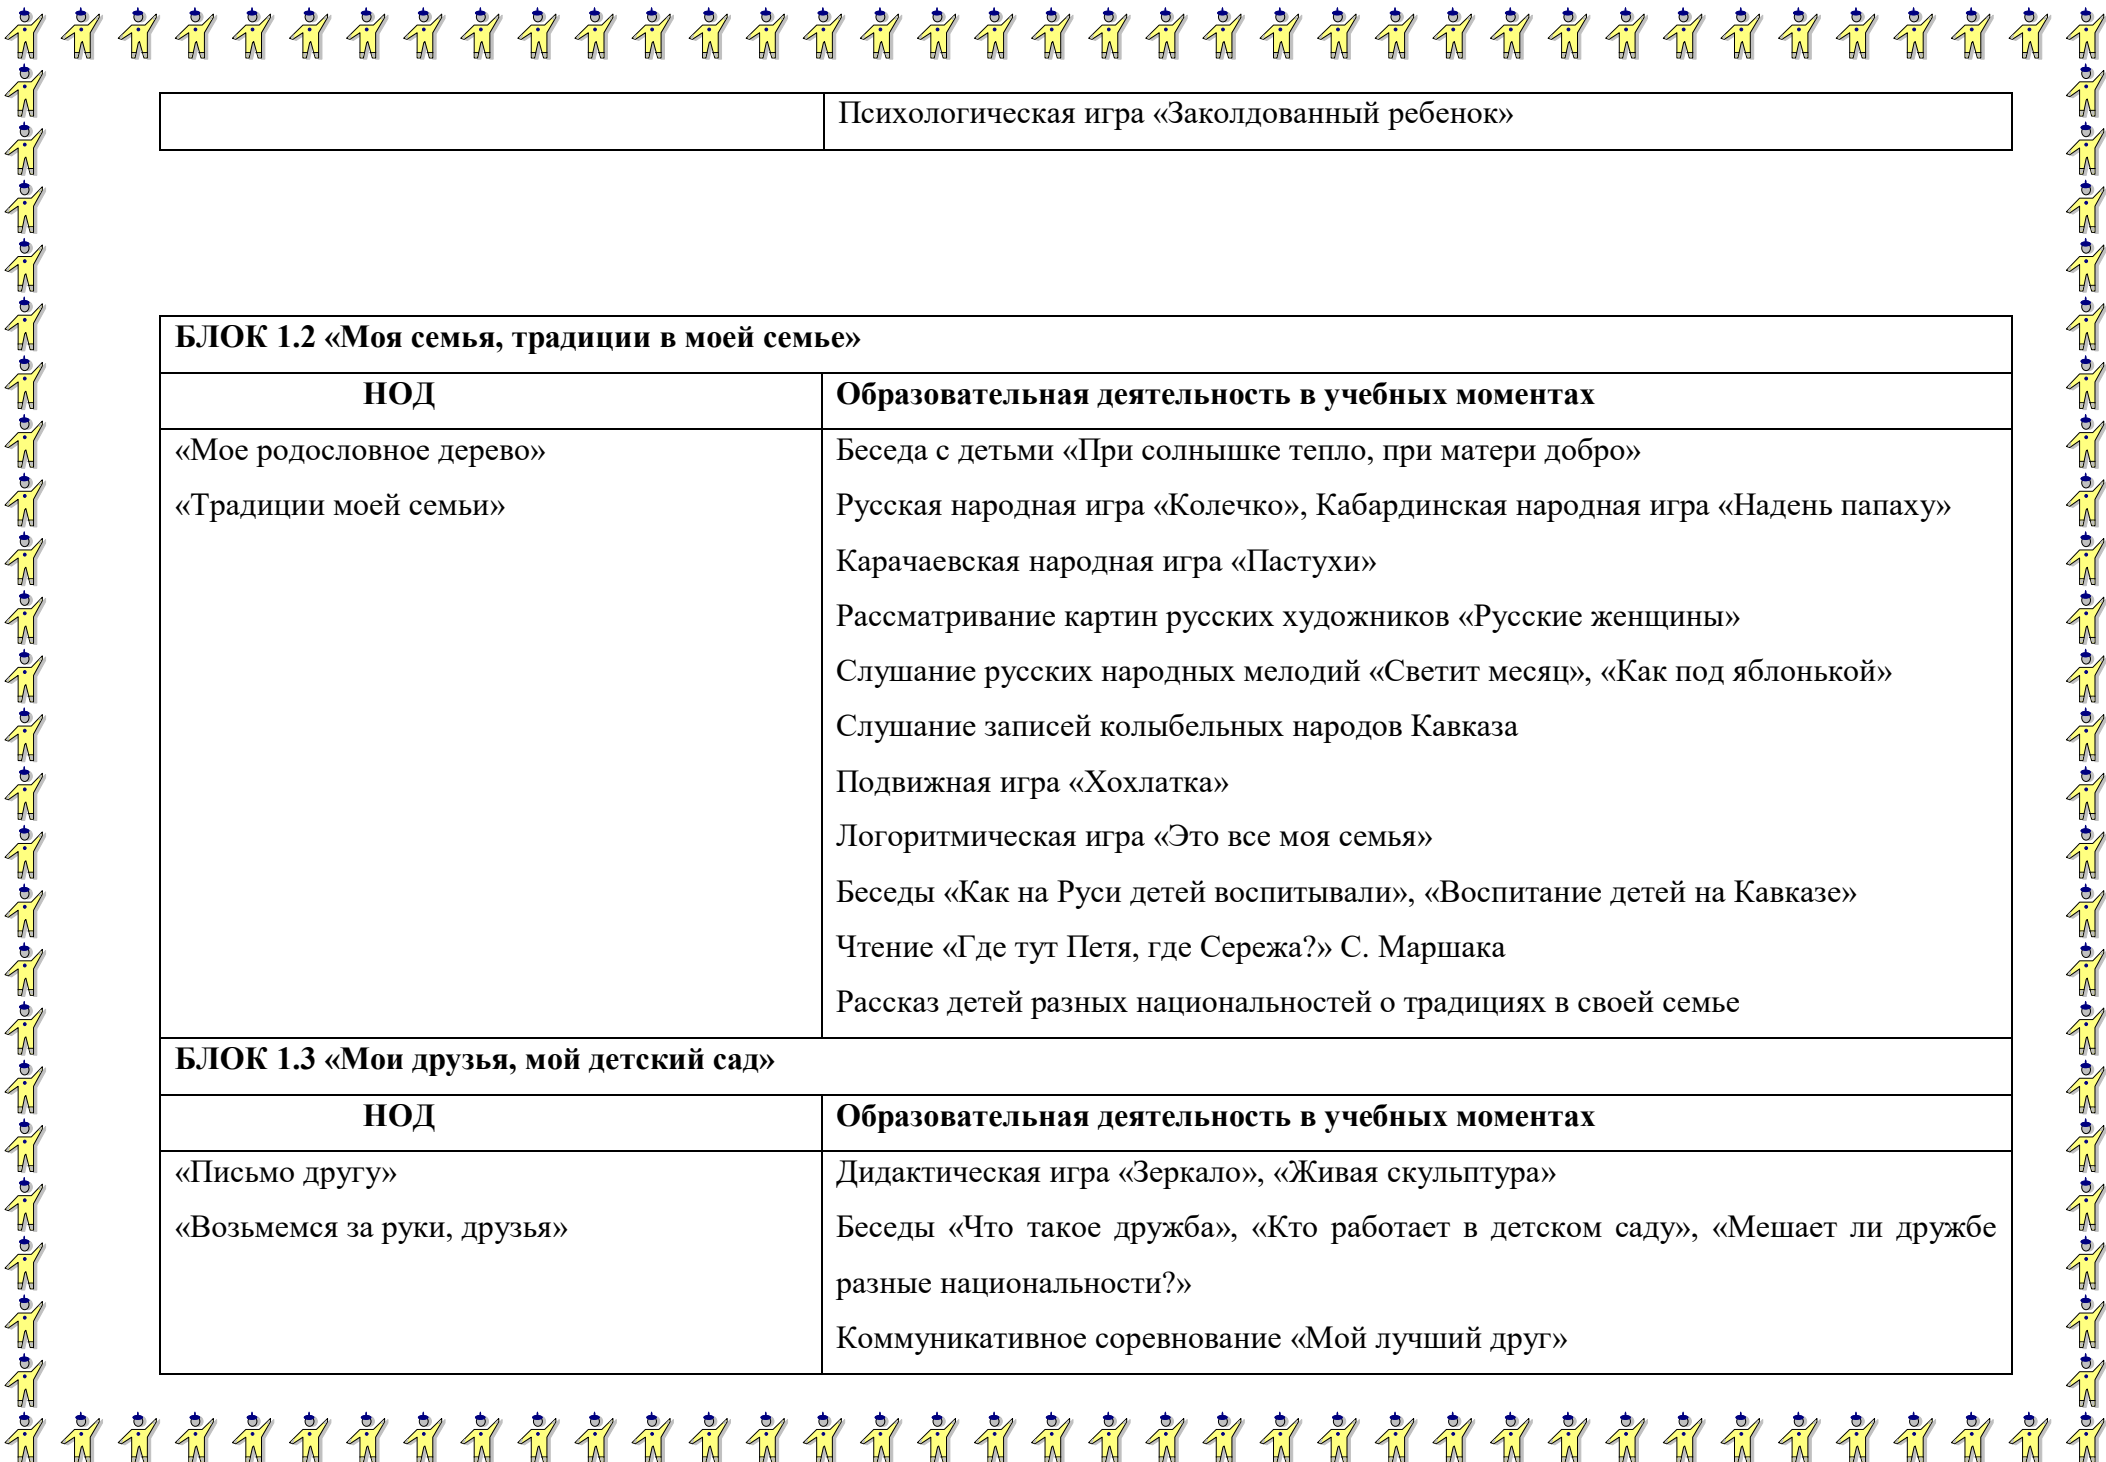 Психологическая игра «Заколдованный ребенок»
БЛОК 1.2 «Моя семья, традиции в моей семье»
НОД
Образовательная деятельность в учебных моментах
«Мое родословное дерево»
«Традиции моей семьи»
Беседа с детьми «При солнышке тепло, при матери добро»
Русская народная игра «Колечко», Кабардинская народная игра «Надень папаху»
Карачаевская народная игра «Пастухи»
Рассматривание картин русских художников «Русские женщины»
Слушание русских народных мелодий «Светит месяц», «Как под яблонькой»
Слушание записей колыбельных народов Кавказа
Подвижная игра «Хохлатка»
Логоритмическая игра «Это все моя семья»
Беседы «Как на Руси детей воспитывали», «Воспитание детей на Кавказе»
Чтение «Где тут Петя, где Сережа?» С. Маршака
Рассказ детей разных национальностей о традициях в своей семье
БЛОК 1.3 «Мои друзья, мой детский сад»
НОД
Образовательная деятельность в учебных моментах
«Письмо другу»
«Возьмемся за руки, друзья»
Дидактическая игра «Зеркало», «Живая скульптура»
Беседы «Что такое дружба», «Кто работает в детском саду», «Мешает ли дружбе
разные национальности?»
Коммуникативное соревнование «Мой лучший друг»